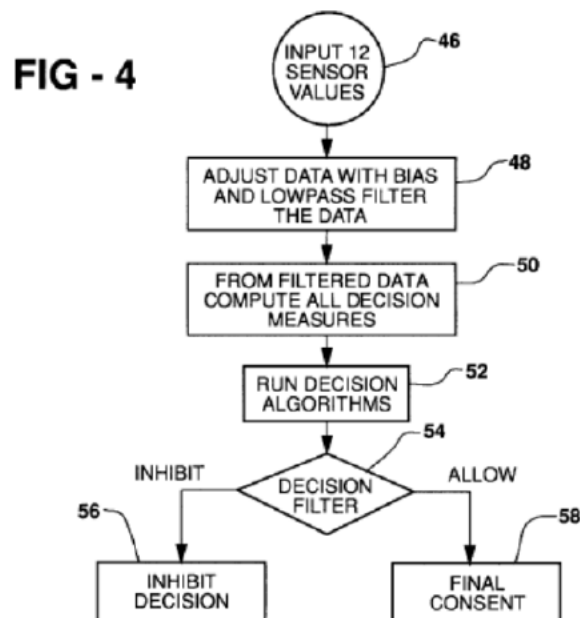 FIG - 4
INPUT 12
SENSOR
VALUES
46
ADJUST DATA WITH BIAS
AND LOWPASS FILTER
THE DATA
48
FROM FILTERED DATA
COMPUTE ALL DECISION
MEASURES
50
RUN DECISION
ALGORITHMS
52
DECISION
FILTER
54
INHIBIT
ALLOW
56
INHIBIT
DECISION
58
FINAL
CONSENT